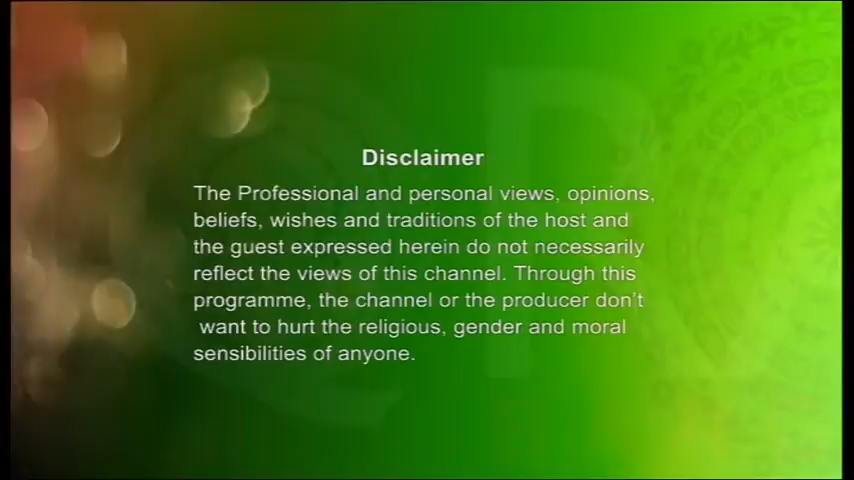 Disclaimer
The Professional and personal views, opinions,
beliefs, wishes and traditions of the host and
the guest expressed herein do not necessarily
reflect the views of this channel. Through this
programme, the channel or the producer don't
want to hurt the religious, gender and moral
sensibilities of anyone.